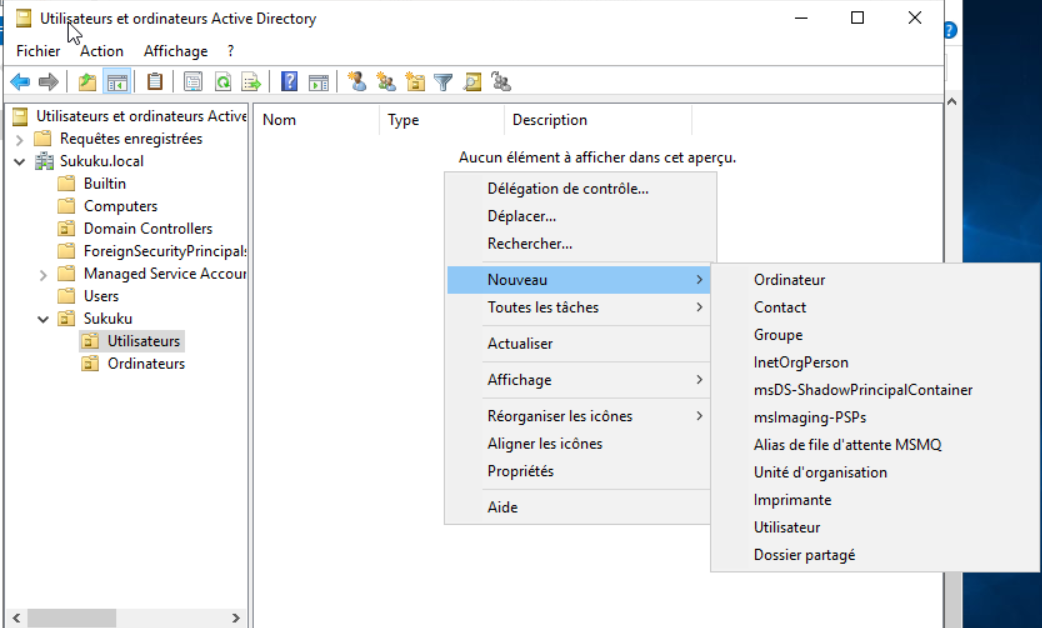 Utilisateurs et ordinateurs Active Directory
Fichier Action Affichage ?
Utilisateurs et ordinateurs Active
Requêtes enregistrées
Sukuku.local
Builtin
Computers
Domain Controllers
ForeignSecurityPrincipals
Managed Service Accour
Users
Sukuku
Utilisateurs
Ordinateurs
Nom Type Description
Aucun élément à afficher dans cet aperçu.
Délégation de contrôle...
Déplacer...
Rechercher...
Nouveau
Toutes les tâches
Actualiser
Affichage
Réorganiser les icônes
Aligner les icônes
Propriétés
Aide
Ordinateur
Contact
Groupe
InetOrgPerson
msDS-ShadowPrincipalContainer
msImaging-PSPs
Alias de file d'attente MSMQ
Unité d'organisation
Imprimante
Utilisateur
Dossier partagé